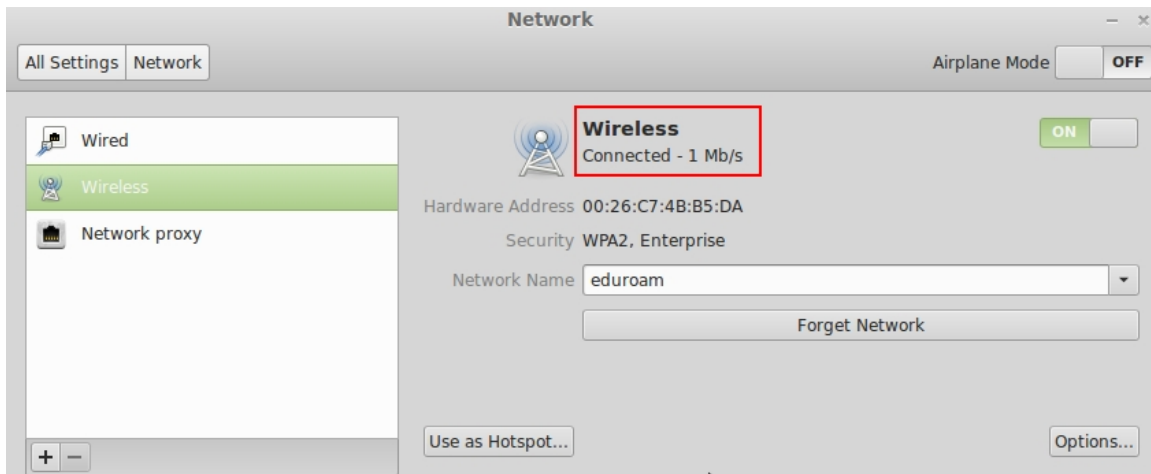 Network
All Settings Network
Airplane Mode OFF
Wired
Wireless
Network proxy
Wireless
Connected - 1 Mb/s
ON
Hardware Address 00:26:C7:4B:B5:DA
Security WPA2, Enterprise
Network Name eduroam
Forget Network
Use as Hotspot...
Options...